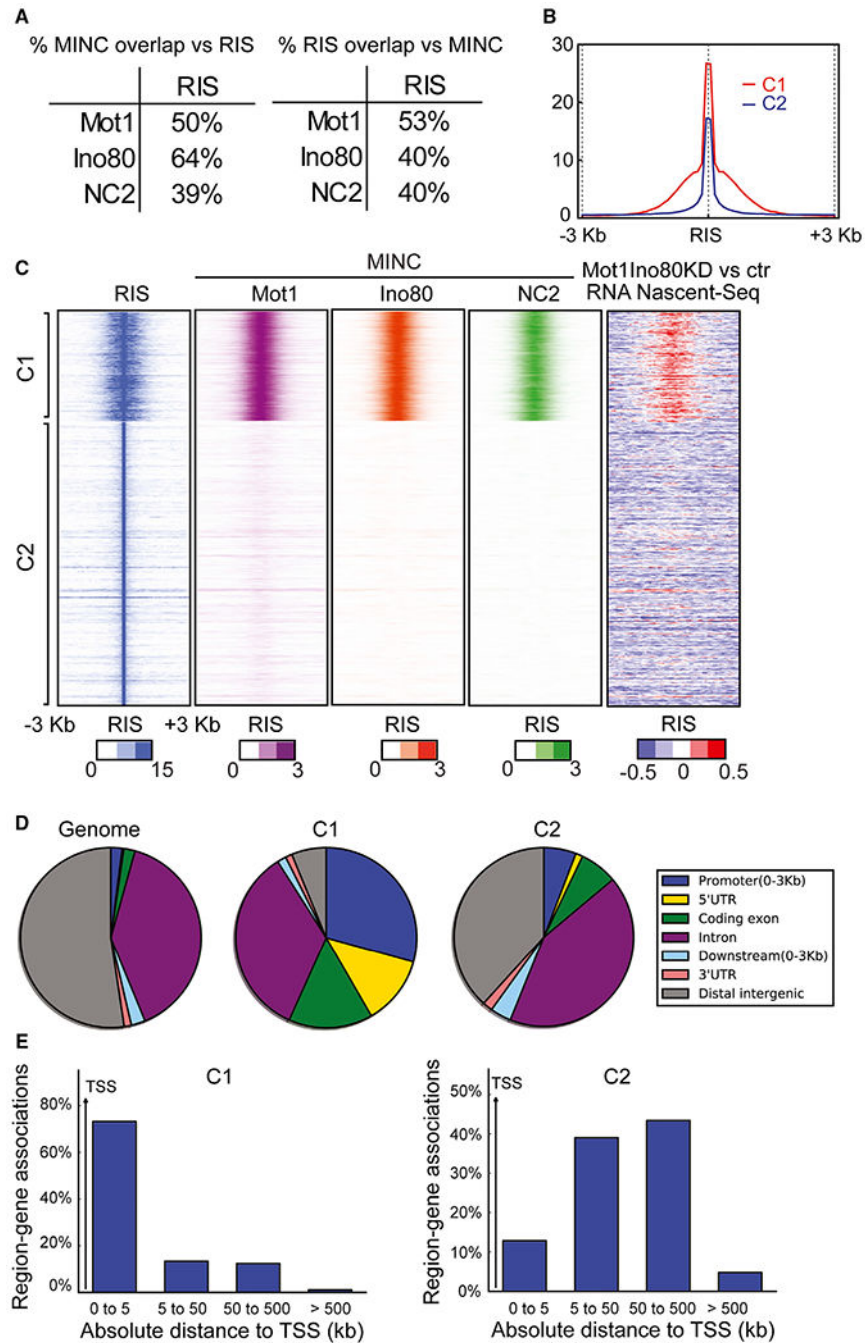 A
% MINC overlap vs RIS
RIS
Mot1 50%
Ino80 64%
NC2 39%
% RIS overlap vs MINC
RIS
Mot1 53%
Ino80 40%
NC2 40%
B
30
20
10
0
C1
C2
-3 Kb RIS +3 Kb
C
MINC
Mot1Ino80KD vs ctr
RNA Nascent-Seq
RIS Mot1 Ino80 NC2
C1
C2
-3 Kb RIS +3 Kb RIS RIS RIS RIS
0 15 0 3 0 3 0 3 -0.5 0 0.5
D
Genome C1 C2
Promoter(0-3Kb)
5'UTR
Coding exon
Intron
Downstream(0-3Kb)
3'UTR
Distal intergenic
E
C1
TSS
Region-gene associations
80%
60%
40%
20%
0%
0 to 5 5 to 50 50 to 500 > 500
Absolute distance to TSS (kb)
C2
TSS
Region-gene associations
50%
40%
30%
20%
10%
0%
0 to 5 5 to 50 50 to 500 > 500
Absolute distance to TSS (kb)